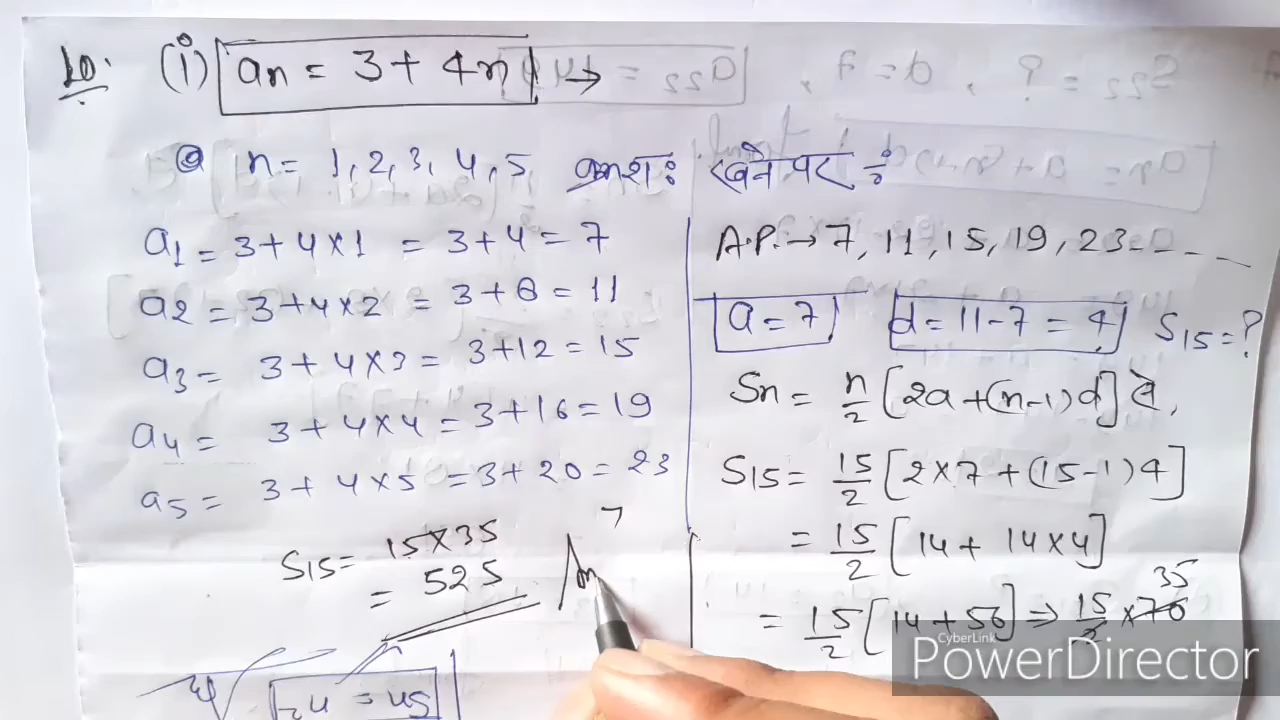 10. (i) an = 3 + 4n →
n = 1, 2, 3, 4, 5 क्रमशः रखने पर ÷
a1 = 3 + 4×1 = 3 + 4 = 7
a2 = 3 + 4×2 = 3 + 8 = 11
a3 = 3 + 4×3 = 3 + 12 = 15
a4 = 3 + 4×4 = 3 + 16 = 19
a5 = 3 + 4×5 = 3 + 20 = 23
S15 = 15×35
= 525
A.P. → 7, 11, 15, 19, 23 - - - -
a = 7 d = 11 - 7 = 4 S15 = ?
Sn = n/2 [2a + (n-1)d] से,
S15 = 15/2 [2×7 + (15-1)4]
= 15/2 [14 + 14×4]
= 15/2 [14 + 56] ⇒ 15/2 × 70 35
CyberLink
PowerDirector